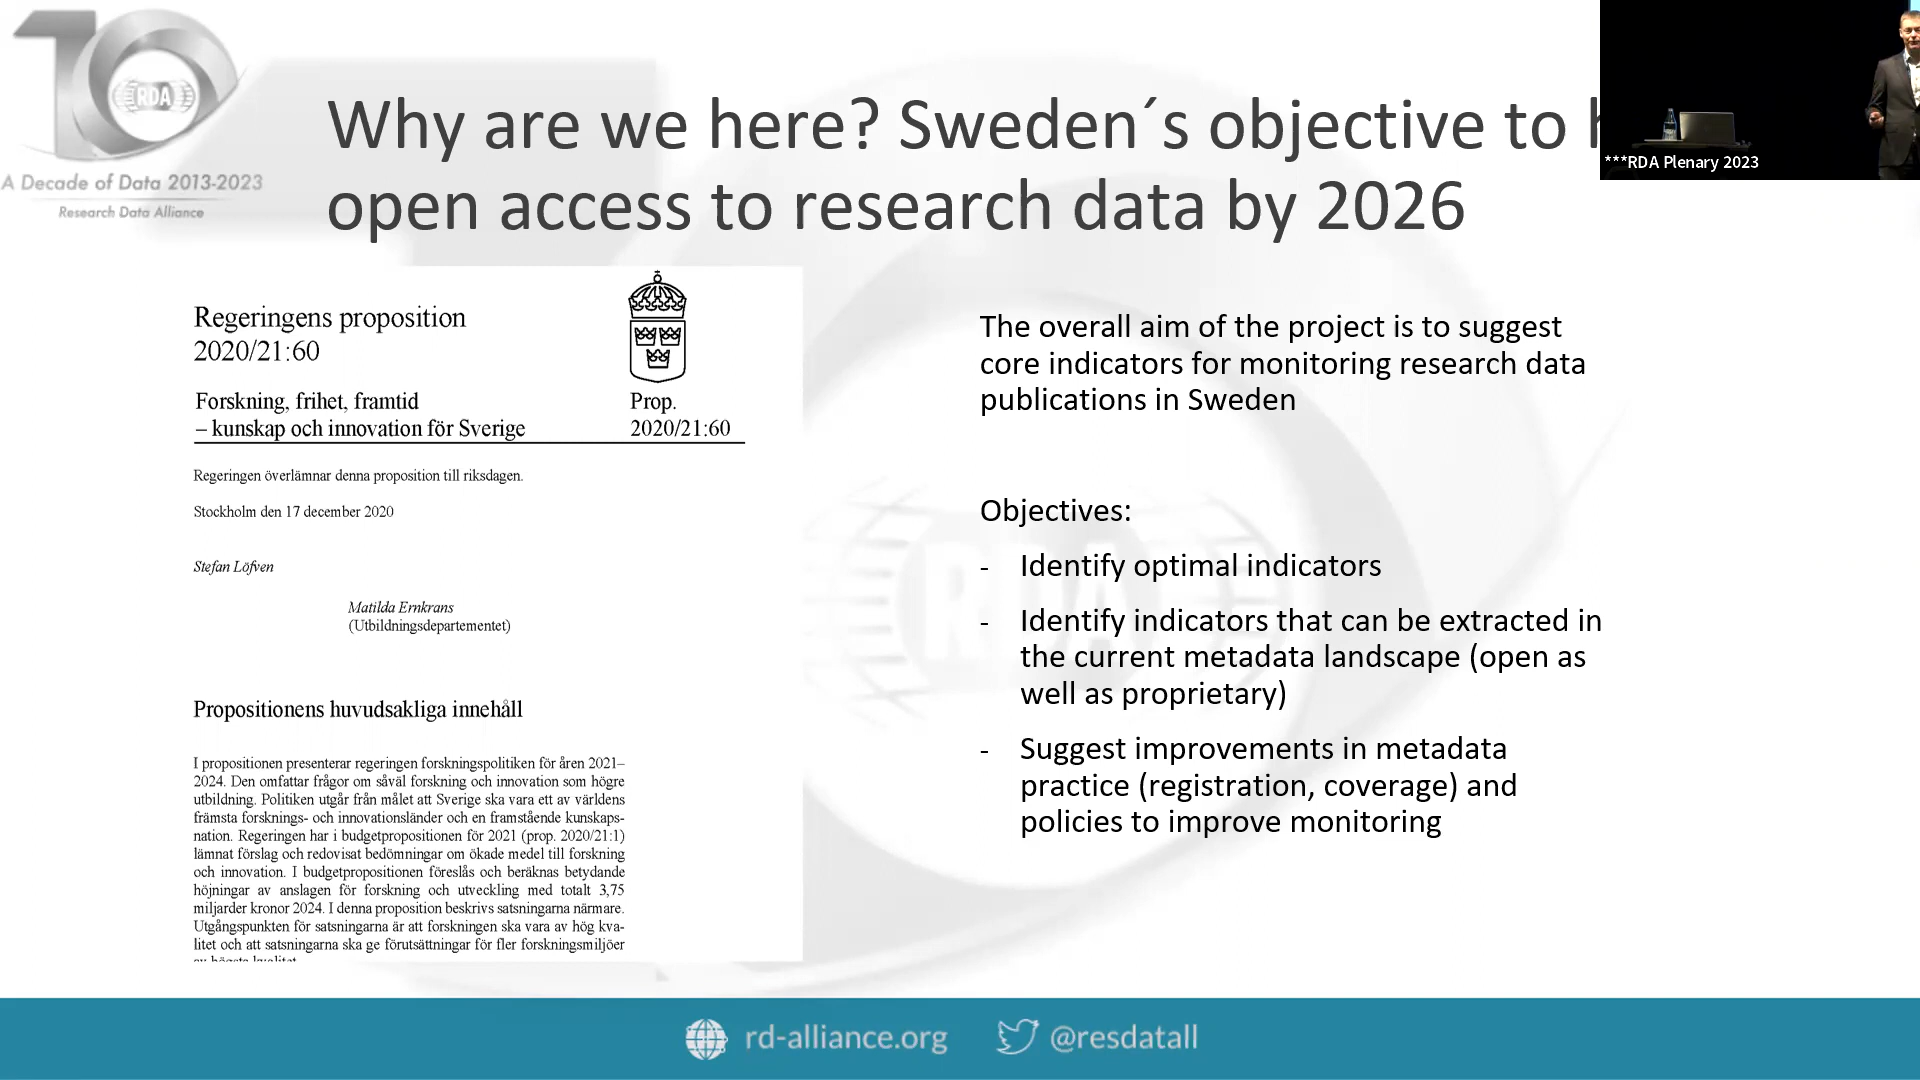 RDA
A Decade of Data 2013-2023
Research Data Alliance
Why are we here? Sweden´s objective to
open access to research data by 2026
***RDA Plenary 2023
Regeringens proposition
2020/21:60
Forskning, frihet, framtid
– kunskap och innovation för Sverige
Prop.
2020/21:60
Regeringen överlämnar denna proposition till riksdagen.
Stockholm den 17 december 2020
Stefan Löfven
Matilda Ernkrans
(Utbildningsdepartementet)
Propositionens huvudsakliga innehåll
I propositionen presenterar regeringen forskningspolitiken för åren 2021–
2024. Den omfattar frågor om såväl forskning och innovation som högre
utbildning. Politiken utgår från målet att Sverige ska vara ett av världens
främsta forsknings- och innovationsländer och en framstående kunskaps-
nation. Regeringen har i budgetpropositionen för 2021 (prop. 2020/21:1)
lämnat förslag och redovisat bedömningar om ökade medel till forskning
och innovation. I budgetpropositionen föreslås och beräknas betydande
höjningar av anslagen för forskning och utveckling med totalt 3,75
miljarder kronor 2024. I denna proposition beskrivs satsningarna närmare.
Utgångspunkten för satsningarna är att forskningen ska vara av hög kva-
litet och att satsningarna ska ge förutsättningar för fler forskningsmiljöer
The overall aim of the project is to suggest
core indicators for monitoring research data
publications in Sweden
Objectives:
- Identify optimal indicators
- Identify indicators that can be extracted in
the current metadata landscape (open as
well as proprietary)
- Suggest improvements in metadata
practice (registration, coverage) and
policies to improve monitoring
RDA
rd-alliance.org
@resdatall